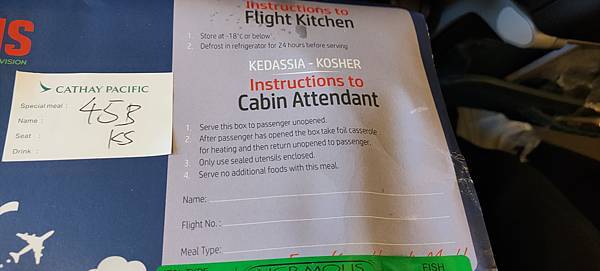 Instructions to
Flight Kitchen
1. Store at -18°c or below
2. Defrost in refrigerator for 24 hours before serving
KEDASSIA - KOSHER
Instructions to
Cabin Attendant
1. Serve this box to passenger unopened.
2. After passenger has opened the box take foil casserole
for heating and then return unopened to passenger.
3. Only use sealed utensils enclosed.
4. Serve no additional foods with this meal.
Name:
Flight No.:
Meal Type:
VISION
CATHAY PACIFIC
Special meal :
Name :
Seat :
Drink :
45B
KS
TYPE
FISH